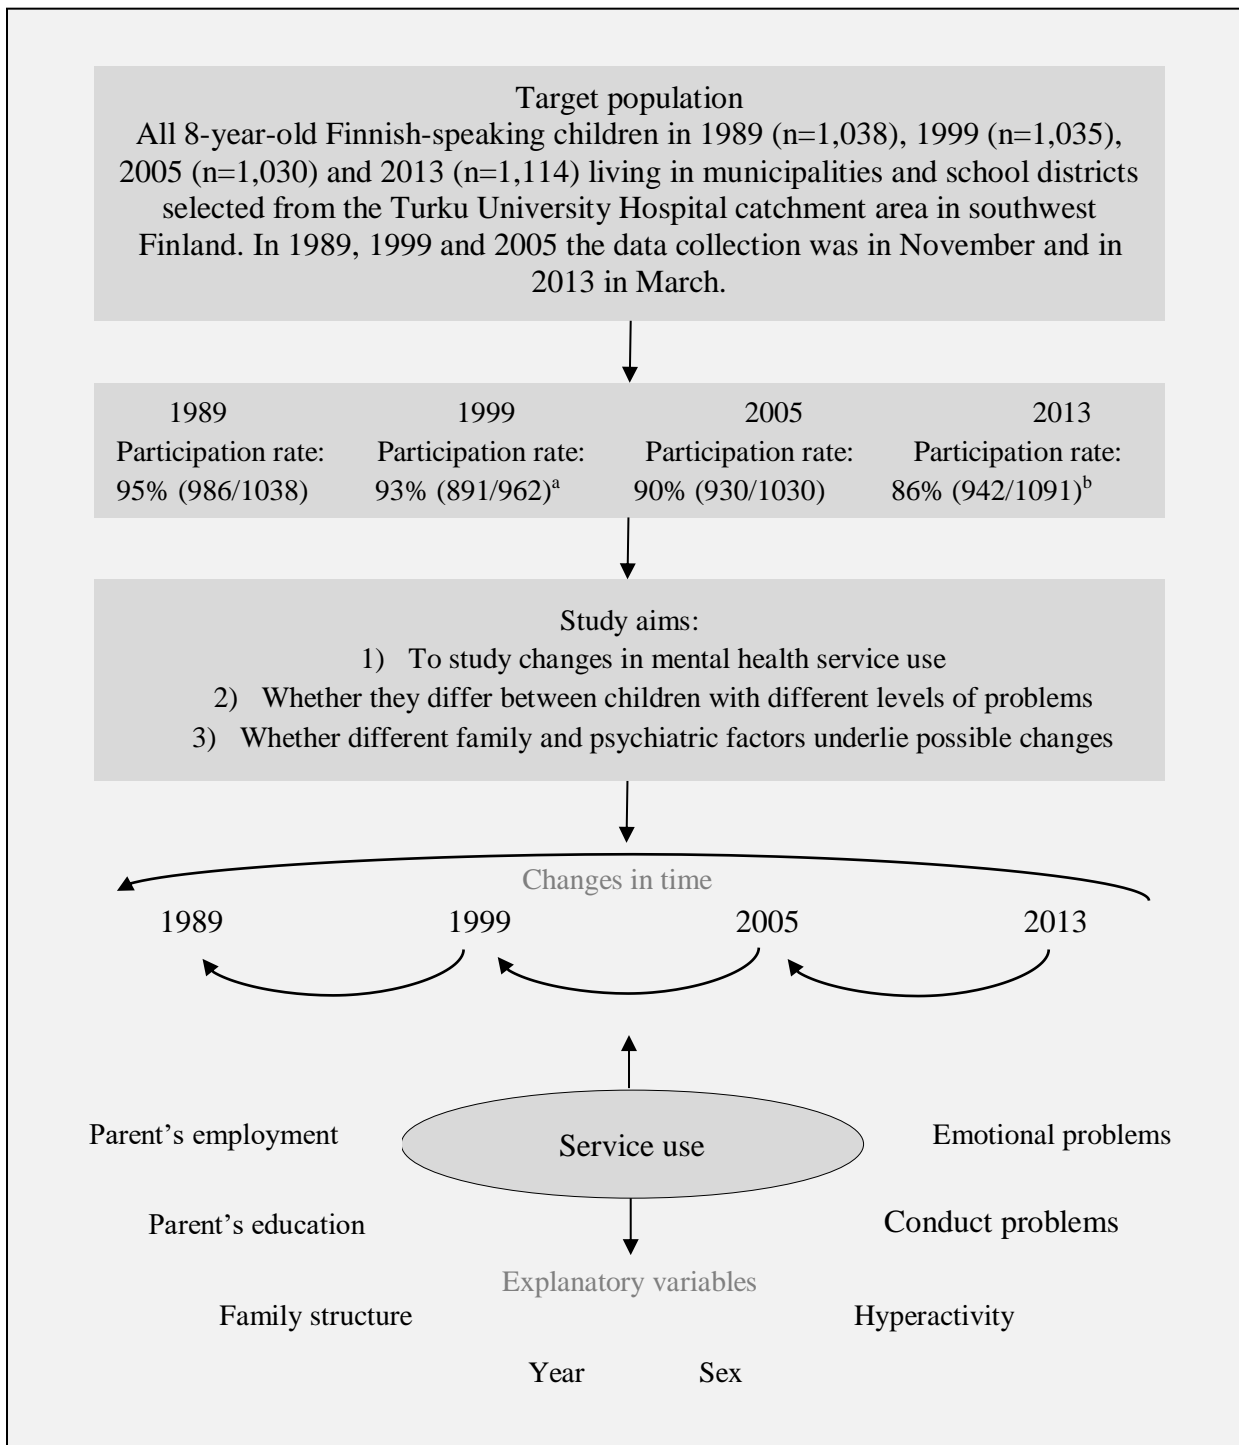 Target population
All 8-year-old Finnish-speaking children in 1989 (n=1,038), 1999 (n=1,035),
2005 (n=1,030) and 2013 (n=1,114) living in municipalities and school districts
selected from the Turku University Hospital catchment area in southwest
Finland. In 1989, 1999 and 2005 the data collection was in November and in
2013 in March.
1989 1999 2005 2013
Participation rate: Participation rate: Participation rate: Participation rate:
95% (986/1038) 93% (891/962)ᵃ 90% (930/1030) 86% (942/1091)ᵇ
Study aims:
1) To study changes in mental health service use
2) Whether they differ between children with different levels of problems
3) Whether different family and psychiatric factors underlie possible changes
Changes in time
1989 1999 2005 2013
Parent’s employment Service use Emotional problems
Parent’s education Conduct problems
Explanatory variables
Family structure Hyperactivity
Year Sex